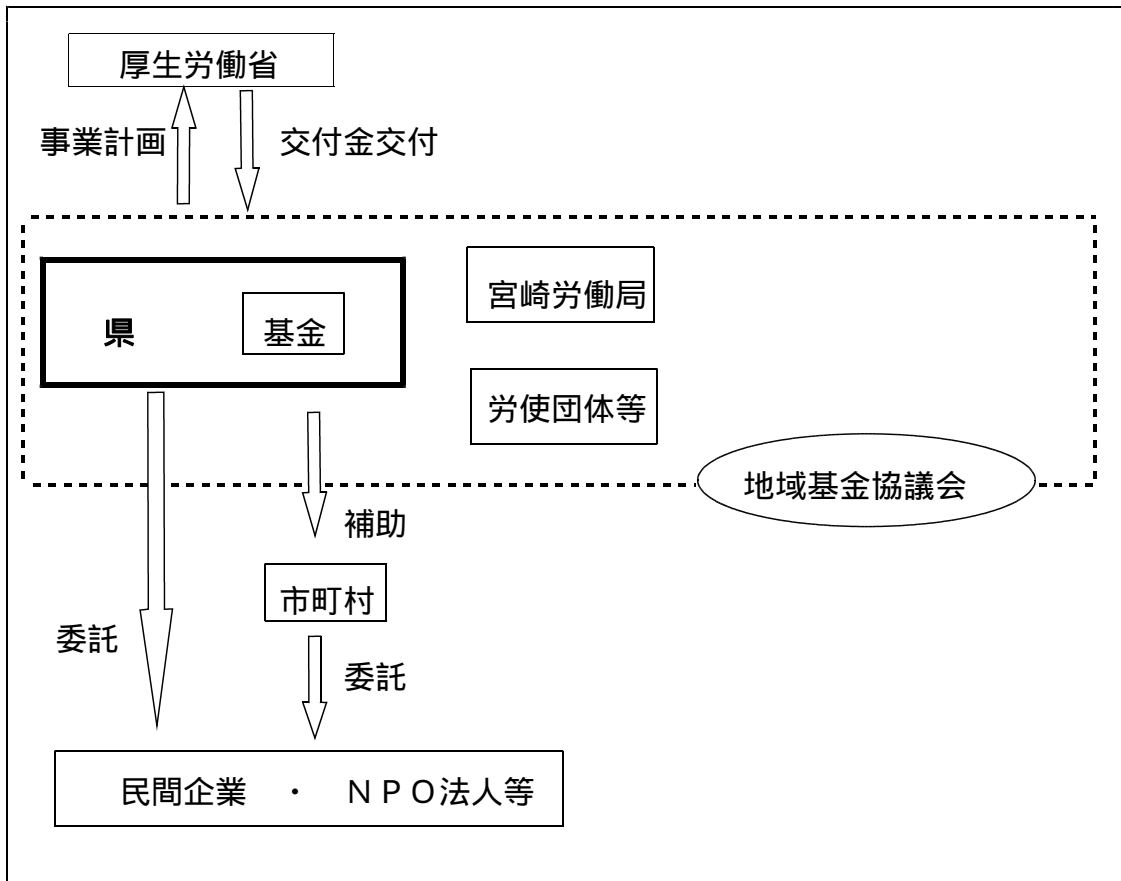 厚生労働省
事業計画
交付金交付
県
基金
宮崎労働局
労使団体等
地域基金協議会
補助
市町村
委託
委託
民間企業　・　ＮＰＯ法人等